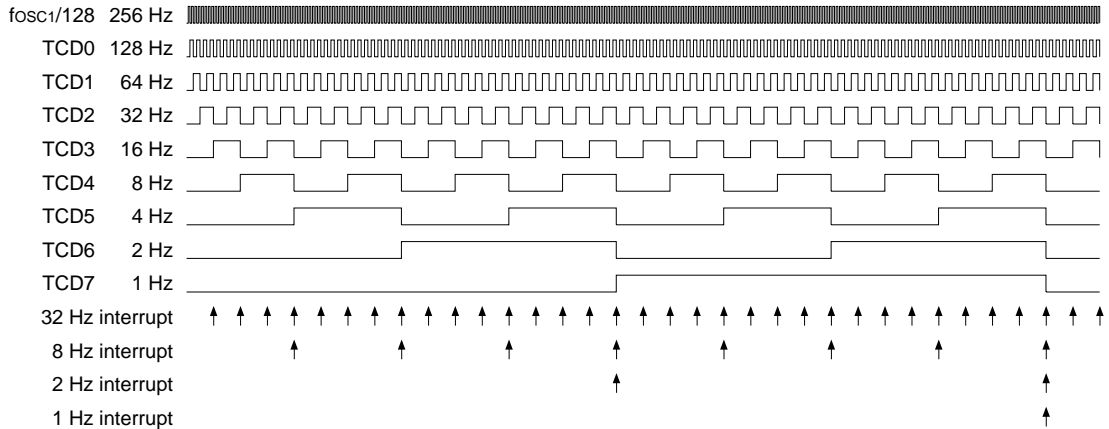 fOSC1/128 256 Hz
TCD0 128 Hz
TCD1 64 Hz
TCD2 32 Hz
TCD3 16 Hz
TCD4 8 Hz
TCD5 4 Hz
TCD6 2 Hz
TCD7 1 Hz
32 Hz interrupt
8 Hz interrupt
2 Hz interrupt
1 Hz interrupt